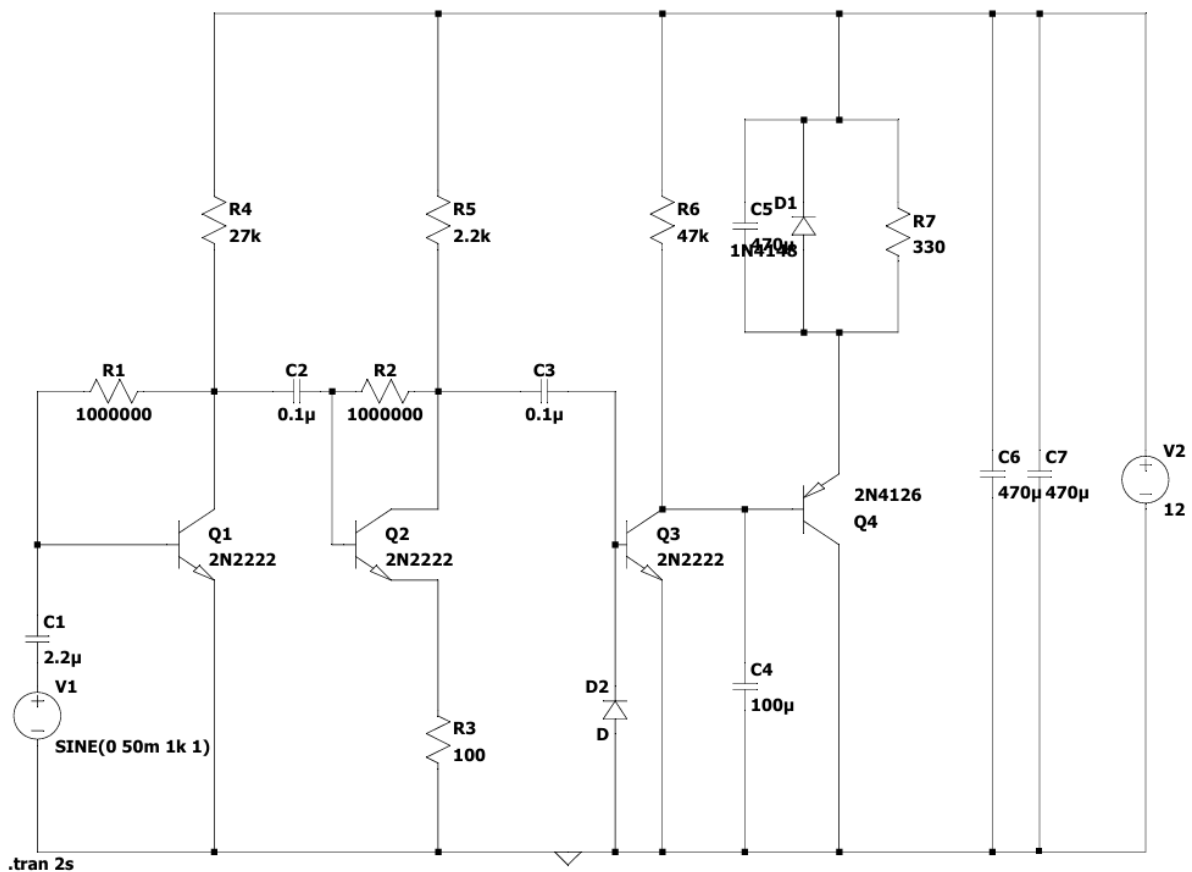 R4
27k
R5
2.2k
R6
47k
C5
470µ
D1
1N4148
R7
330
R1
1000000
C2
0.1µ
R2
1000000
C3
0.1µ
C6
470µ
C7
470µ
V2
+
−
12
2N4126
Q4
Q1
2N2222
Q2
2N2222
Q3
2N2222
C1
2.2µ
V1
+
−
SINE(0 50m 1k 1)
D2
D
C4
100µ
R3
100
.tran 2s